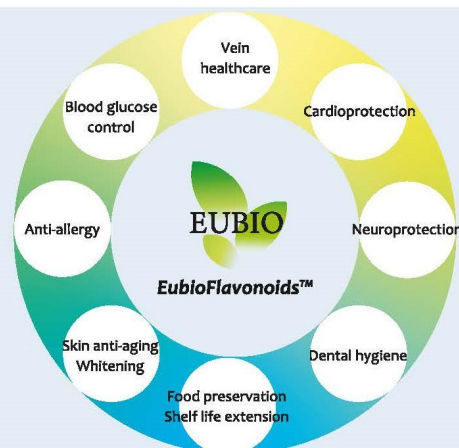 Vein
healthcare
Cardioprotection
Neuroprotection
Dental hygiene
Food preservation
Shelf life extension
Skin anti-aging
Whitening
Anti-allergy
Blood glucose
control
EUBIO
EubioFlavonoids™